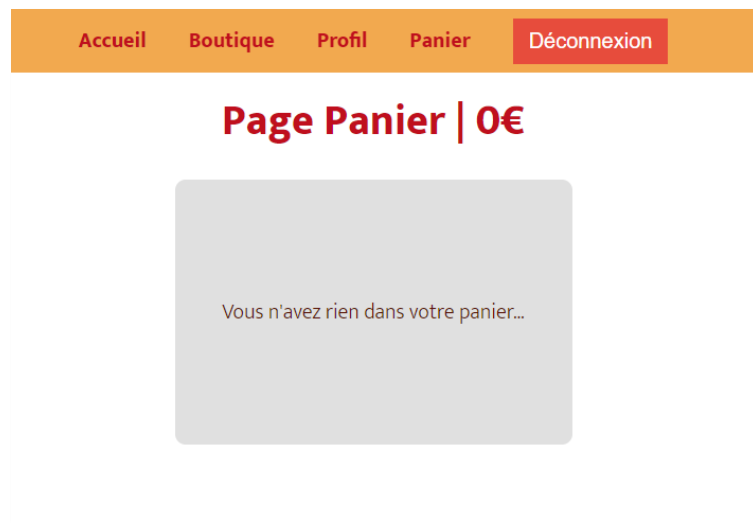 Accueil Boutique Profil Panier Déconnexion
Page Panier | 0€
Vous n'avez rien dans votre panier...